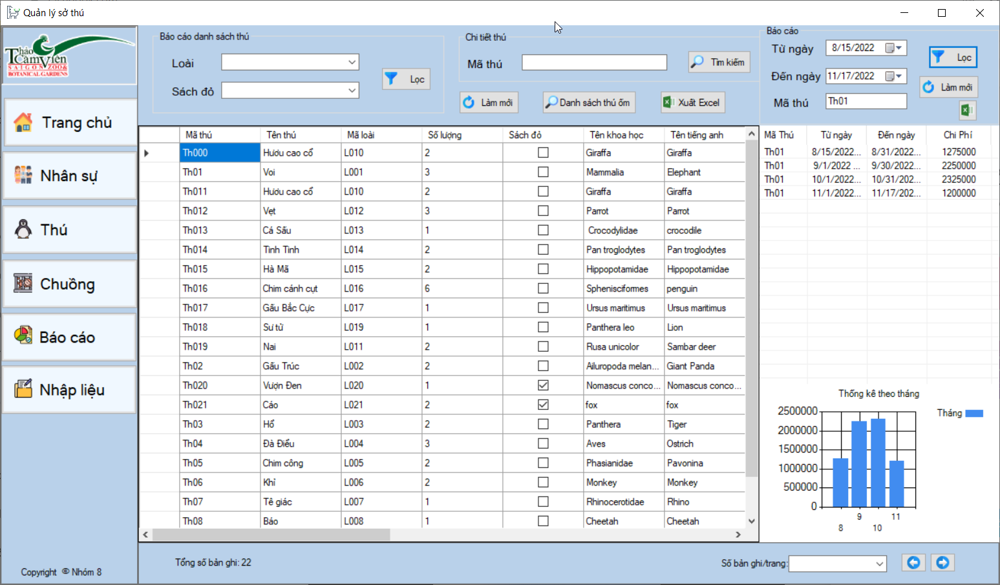 Quản lý sở thú
Thảo
Cầm Viên
SAIGON ZOO &
BOTANICAL GARDENS
Trang chủ
Nhân sự
Thú
Chuồng
Báo cáo
Nhập liệu
Copyright © Nhóm 8
Báo cáo danh sách thú
Loài
Sách đỏ
Lọc
Chi tiết thú
Mã thú
Tìm kiếm
Làm mới
Danh sách thú ốm
Xuất Excel
Báo cáo
Từ ngày 8/15/2022
Đến ngày 11/17/2022
Mã thú Th01
Lọc
Làm mới
Mã thú Tên thú Mã loài Số lượng Sách đỏ Tên khoa học Tên tiếng anh
Th000 Hươu cao cổ L010 2 Giraffa Giraffa
Th01 Voi L001 3 Mammalia Elephant
Th011 Hươu cao cổ L010 2 Giraffa Giraffa
Th012 Vẹt L012 3 Parrot Parrot
Th013 Cá Sấu L013 1 Crocodylidae crocodile
Th014 Tinh Tinh L014 2 Pan troglodytes Pan troglodytes
Th015 Hà Mã L015 2 Hippopotamidae Hippopotamidae
Th016 Chim cánh cụt L016 6 Sphenisciformes penguin
Th017 Gấu Bắc Cực L017 1 Ursus maritimus Ursus maritimus
Th018 Sư tử L019 1 Panthera leo Lion
Th019 Nai L011 2 Rusa unicolor Sambar deer
Th02 Gấu Trúc L002 2 Ailuropoda melan... Giant Panda
Th020 Vượn Đen L020 1 Nomascus conco... Nomascus conco...
Th021 Cáo L021 2 fox fox
Th03 Hổ L003 2 Panthera Tiger
Th04 Đà Điểu L004 3 Aves Ostrich
Th05 Chim công L005 2 Phasianidae Pavonina
Th06 Khỉ L006 2 Monkey Monkey
Th07 Tê giác L007 1 Rhinocerotidae Rhino
Th08 Báo L008 1 Cheetah Cheetah
Mã Thú Từ ngày Đến ngày Chi Phí
Th01 8/15/2022... 8/31/2022... 1275000
Th01 9/1/2022 ... 9/30/2022... 2250000
Th01 10/1/2022... 10/31/202... 2325000
Th01 11/1/2022... 11/17/202... 1200000
Thống kê theo tháng
Tháng
2500000
2000000
1500000
1000000
500000
0
8 9 10 11
Tổng số bản ghi: 22
Số bản ghi/trang: